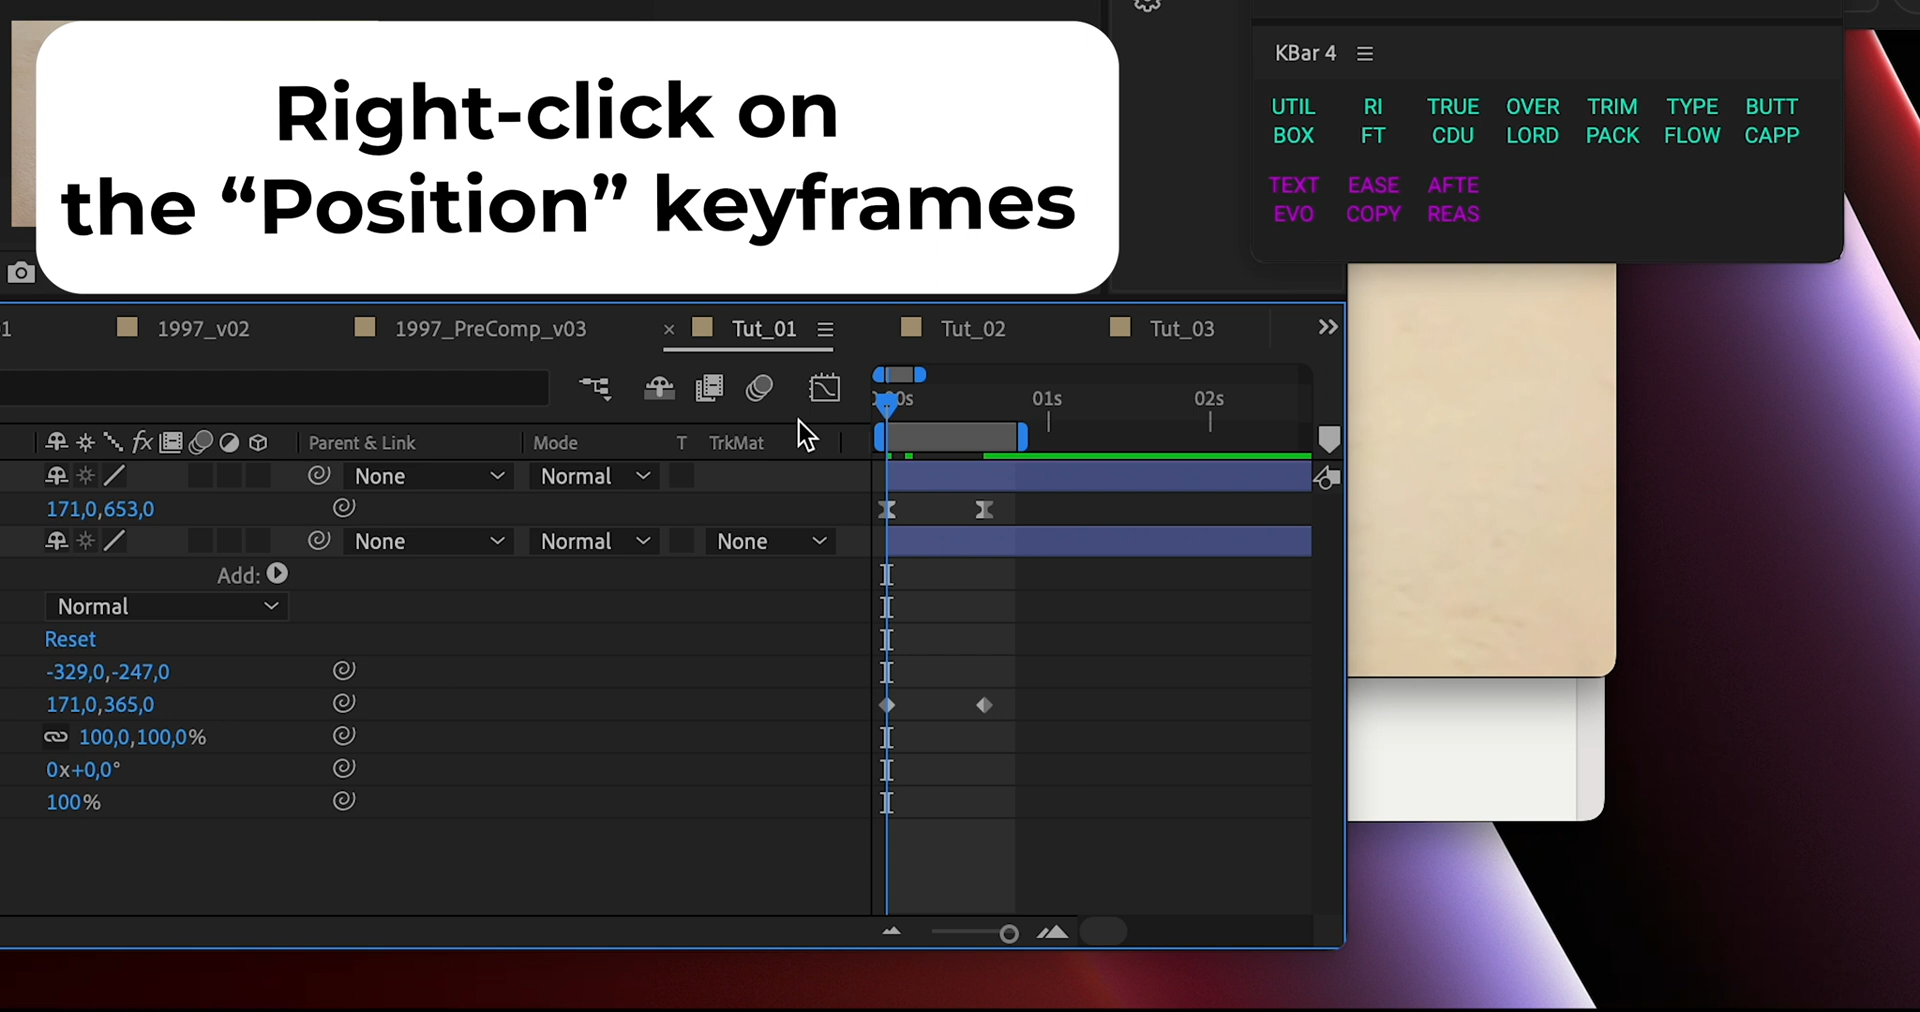 Right-click on
the “Position” keyframes
KBar 4
UTIL BOX
RI FT
TRUE CDU
OVER LORD
TRIM PACK
TYPE FLOW
BUTT CAPP
TEXT EVO
EASE COPY
AFTE REAS
1
1997_v02
1997_PreComp_v03
Tut_01
Tut_02
Tut_03
01s
02s
fx
Parent & Link
Mode
T
TrkMat
None
Normal
171,0,653,0
None
Normal
None
Add:
Normal
Reset
-329,0,-247,0
171,0,365,0
100,0,100,0%
0x+0,0°
100%